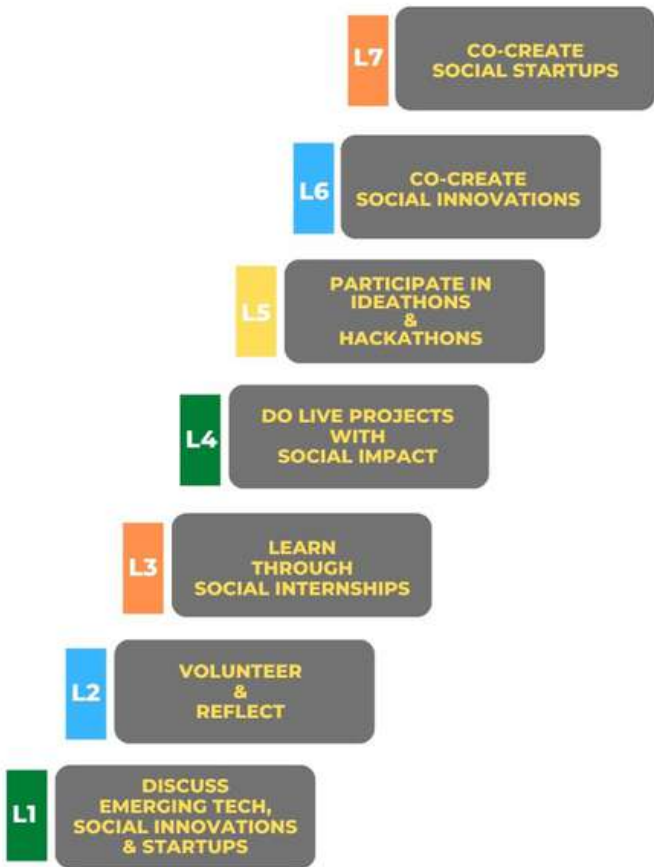 L7
CO-CREATE
SOCIAL STARTUPS
L6
CO-CREATE
SOCIAL INNOVATIONS
L5
PARTICIPATE IN
IDEATHONS
&
HACKATHONS
L4
DO LIVE PROJECTS
WITH
SOCIAL IMPACT
L3
LEARN
THROUGH
SOCIAL INTERNSHIPS
L2
VOLUNTEER
&
REFLECT
L1
DISCUSS
EMERGING TECH,
SOCIAL INNOVATIONS
& STARTUPS